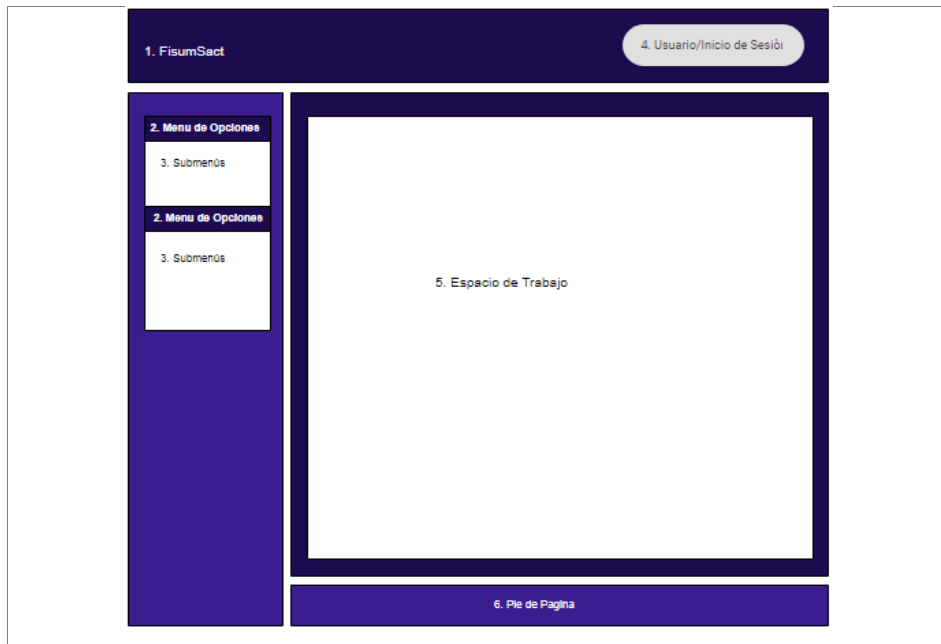 1. FisumSact
4. Usuario/Inicio de Sesiòn
2. Menu de Opciones
3. Submenús
2. Menu de Opciones
3. Submenús
5. Espacio de Trabajo
6. Pie de Pagina